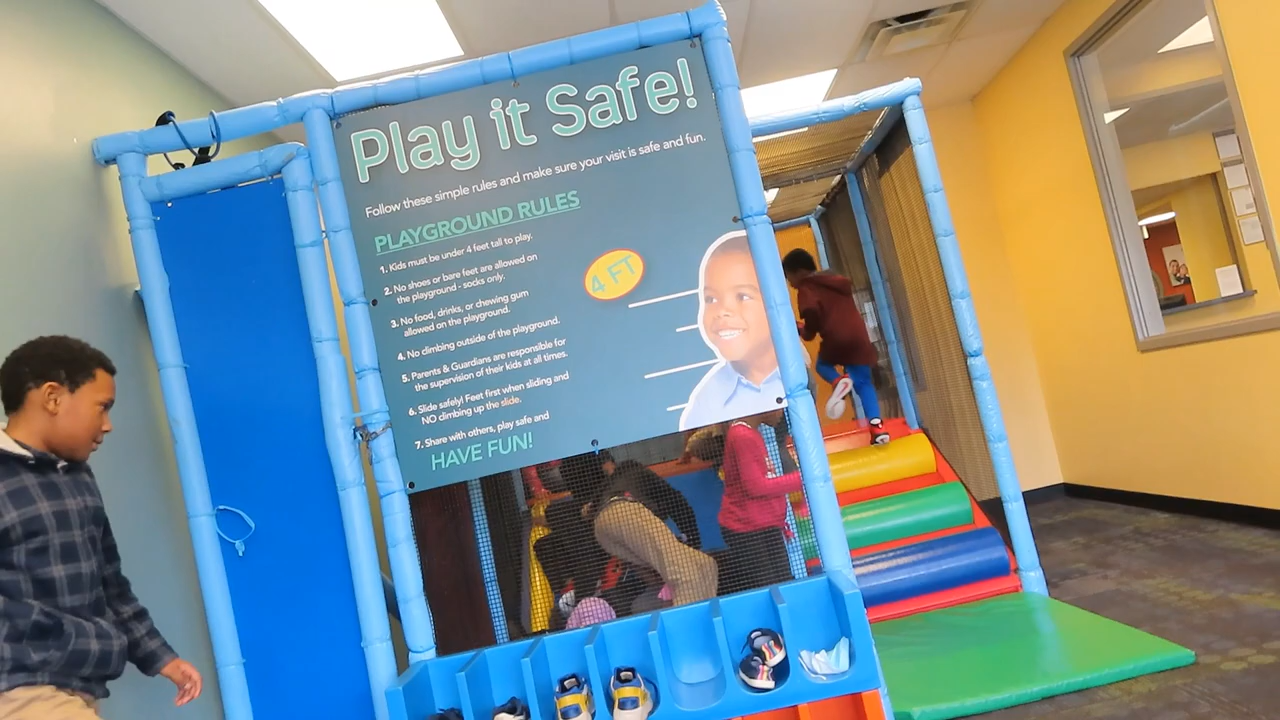 Play it Safe!
Follow these simple rules and make sure your visit is safe and fun.
PLAYGROUND RULES
1. Kids must be under 4 feet tall to play.
2. No shoes or bare feet are allowed on
the playground - socks only.
3. No food, drinks, or chewing gum
allowed on the playground.
4. No climbing outside of the playground.
5. Parents & Guardians are responsible for
the supervision of their kids at all times.
6. Slide safely! Feet first when sliding and
NO climbing up the slide.
7. Share with others, play safe and
HAVE FUN!
4 FT